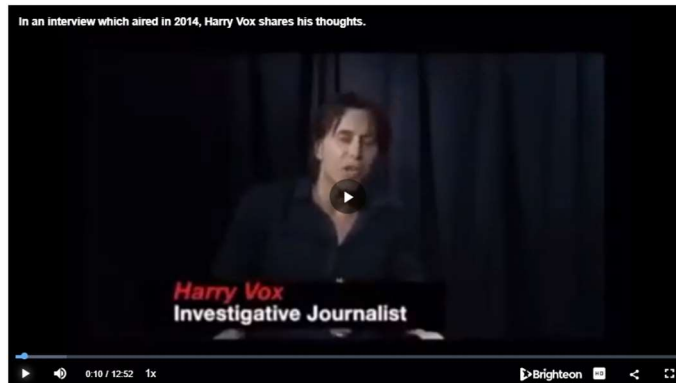 In an interview which aired in 2014, Harry Vox shares his thoughts.
Harry Vox
Investigative Journalist
0:10 / 12:52 1x
Brighteon HD